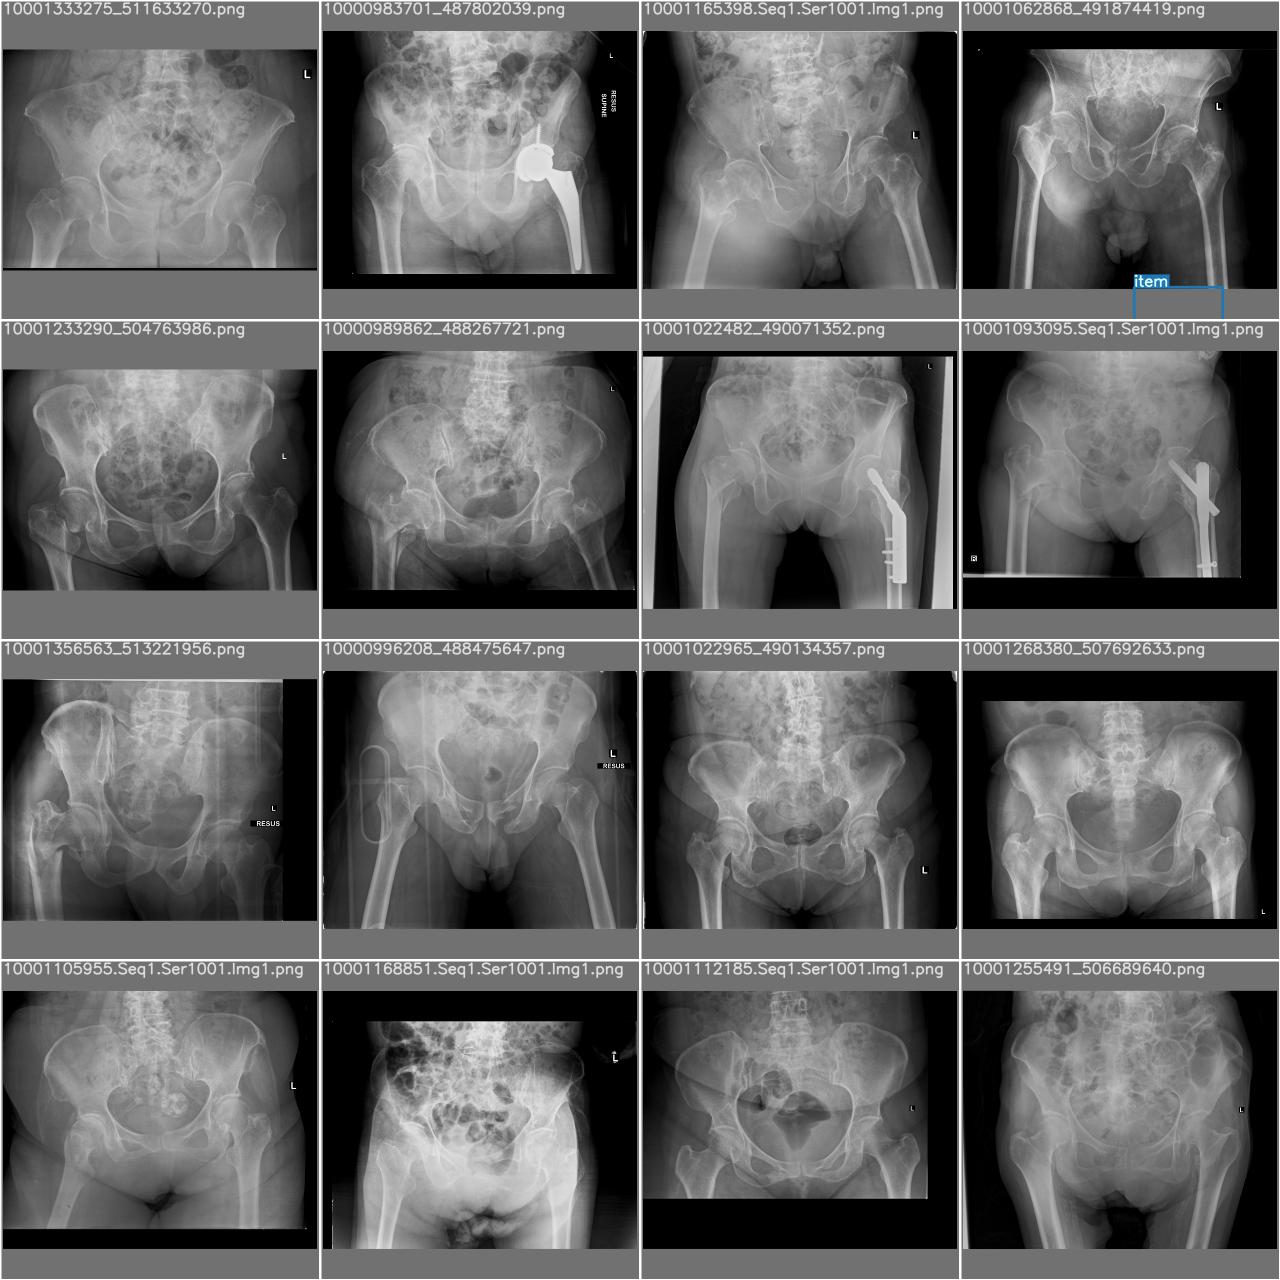 10001333275_511633270.png
10000983701_487802039.png
10001165398.Seq1.Ser1001.Img1.png
10001062868_491874419.png
L
L
RESUS
SUPINE
L
L
item
10001233290_504763986.png
10000989862_488267721.png
10001022482_490071352.png
10001093095.Seq1.Ser1001.Img1.png
L
L
L
R
10001356563_513221956.png
10000996208_488475647.png
10001022965_490134357.png
10001268380_507692633.png
L
RESUS
L
RESUS
L
L
10001105955.Seq1.Ser1001.Img1.png
10001168851.Seq1.Ser1001.Img1.png
10001112185.Seq1.Ser1001.Img1.png
10001255491_506689640.png
L
L
L
L